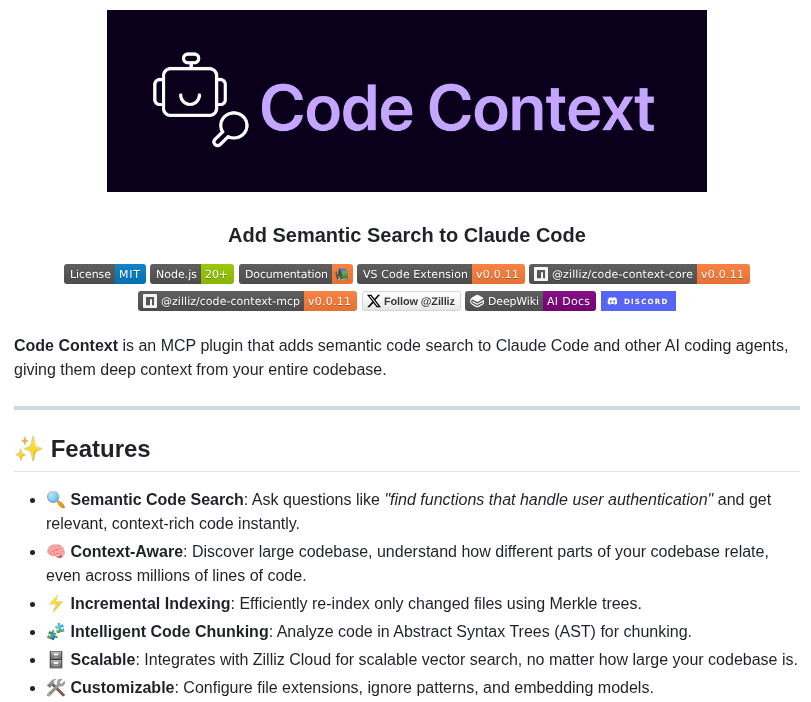 Code Context
Add Semantic Search to Claude Code
License MIT Node.js 20+ Documentation VS Code Extension v0.0.11 @zilliz/code-context-core v0.0.11
@zilliz/code-context-mcp v0.0.11 Follow @Zilliz DeepWiki AI Docs DISCORD
Code Context is an MCP plugin that adds semantic code search to Claude Code and other AI coding agents,
giving them deep context from your entire codebase.
✨ Features
• 🔍 Semantic Code Search: Ask questions like "find functions that handle user authentication" and get
relevant, context-rich code instantly.
• 🧠 Context-Aware: Discover large codebase, understand how different parts of your codebase relate,
even across millions of lines of code.
• ⚡ Incremental Indexing: Efficiently re-index only changed files using Merkle trees.
• 🧩 Intelligent Code Chunking: Analyze code in Abstract Syntax Trees (AST) for chunking.
• 🗄️ Scalable: Integrates with Zilliz Cloud for scalable vector search, no matter how large your codebase is.
• 🛠️ Customizable: Configure file extensions, ignore patterns, and embedding models.